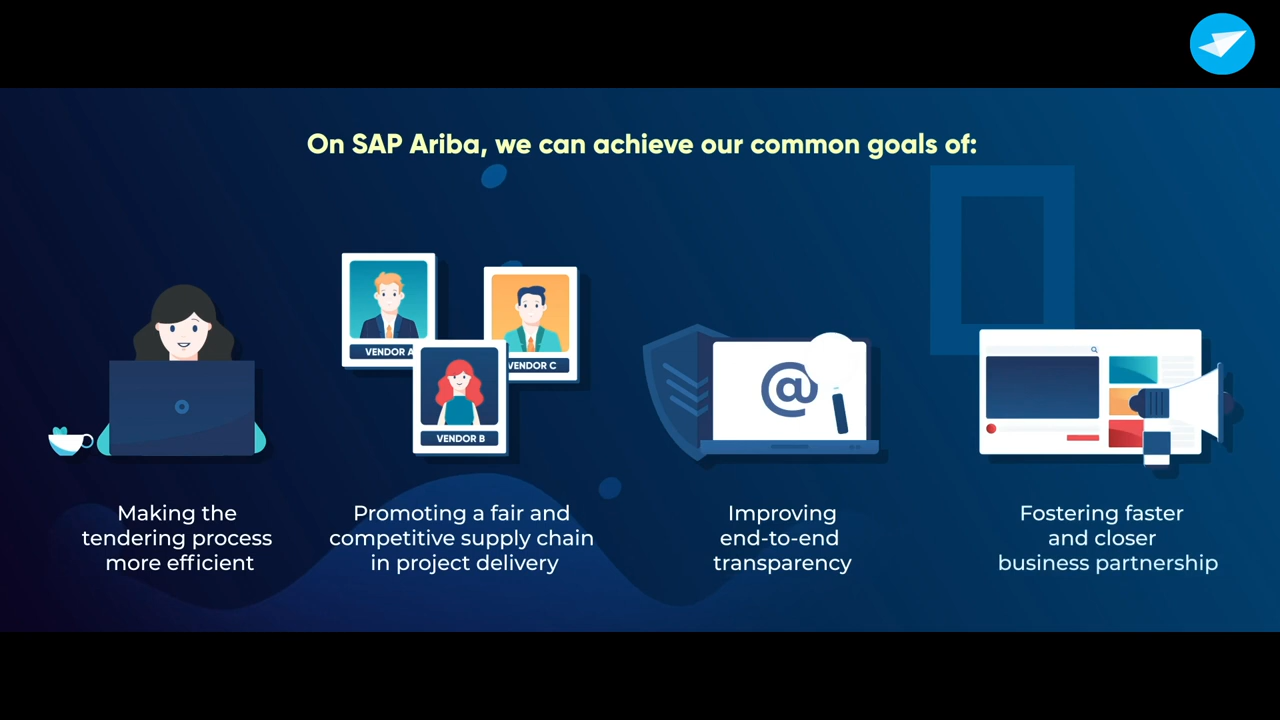 On SAP Ariba, we can achieve our common goals of:
VENDOR A
VENDOR C
VENDOR B
@
Making the
tendering process
more efficient
Promoting a fair and
competitive supply chain
in project delivery
Improving
end-to-end
transparency
Fostering faster
and closer
business partnership